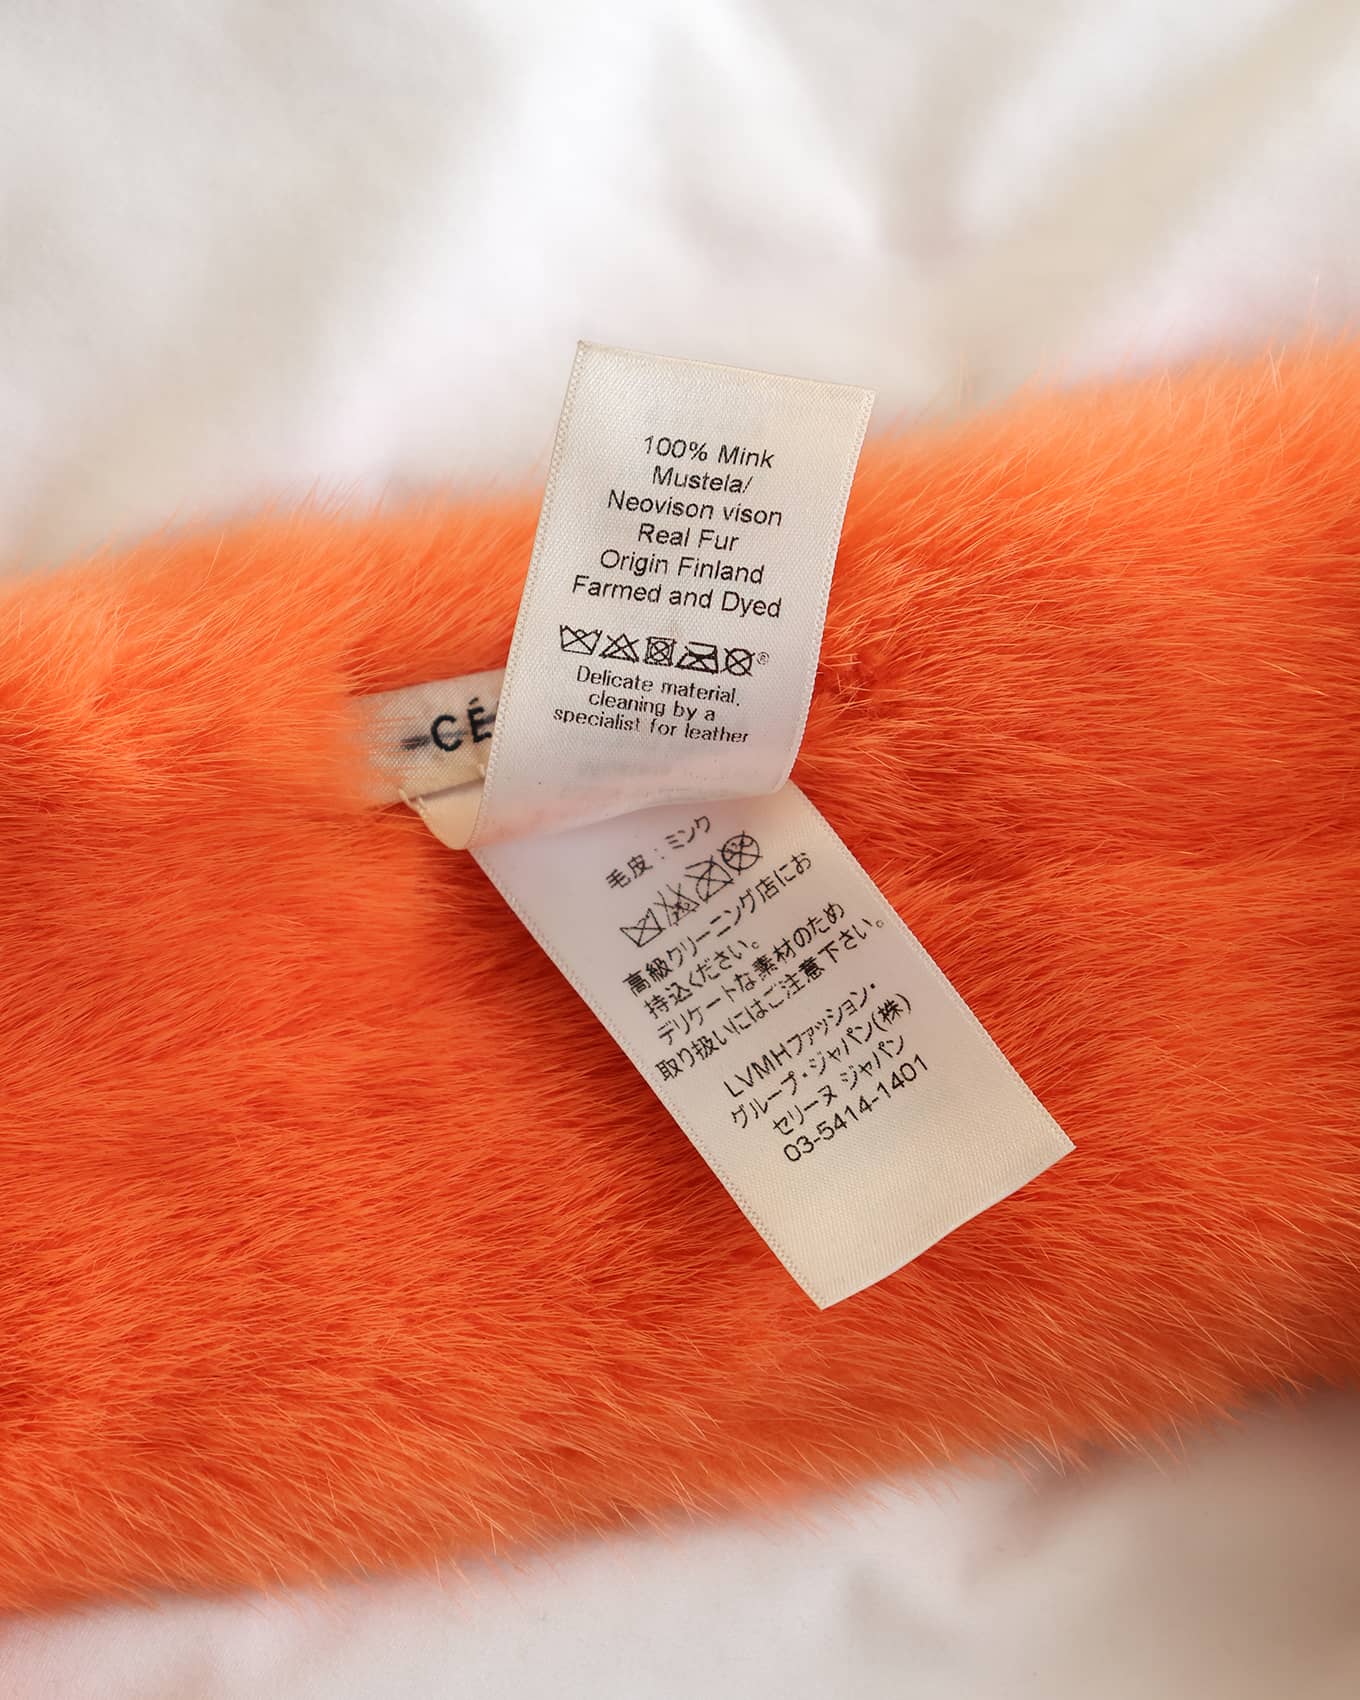 100% Mink
Mustela/
Neovison vison
Real Fur
Origin Finland
Farmed and Dyed
®
Delicate material.
cleaning by a
specialist for leather
CÉ
毛皮:ミンク
高級クリーニング店にお
持込ください。
デリケートな素材のため
取り扱いにはご注意下さい。
LVMHファッション・
グループ・ジャパン(株)
セリーヌ ジャパン
03-5414-1401